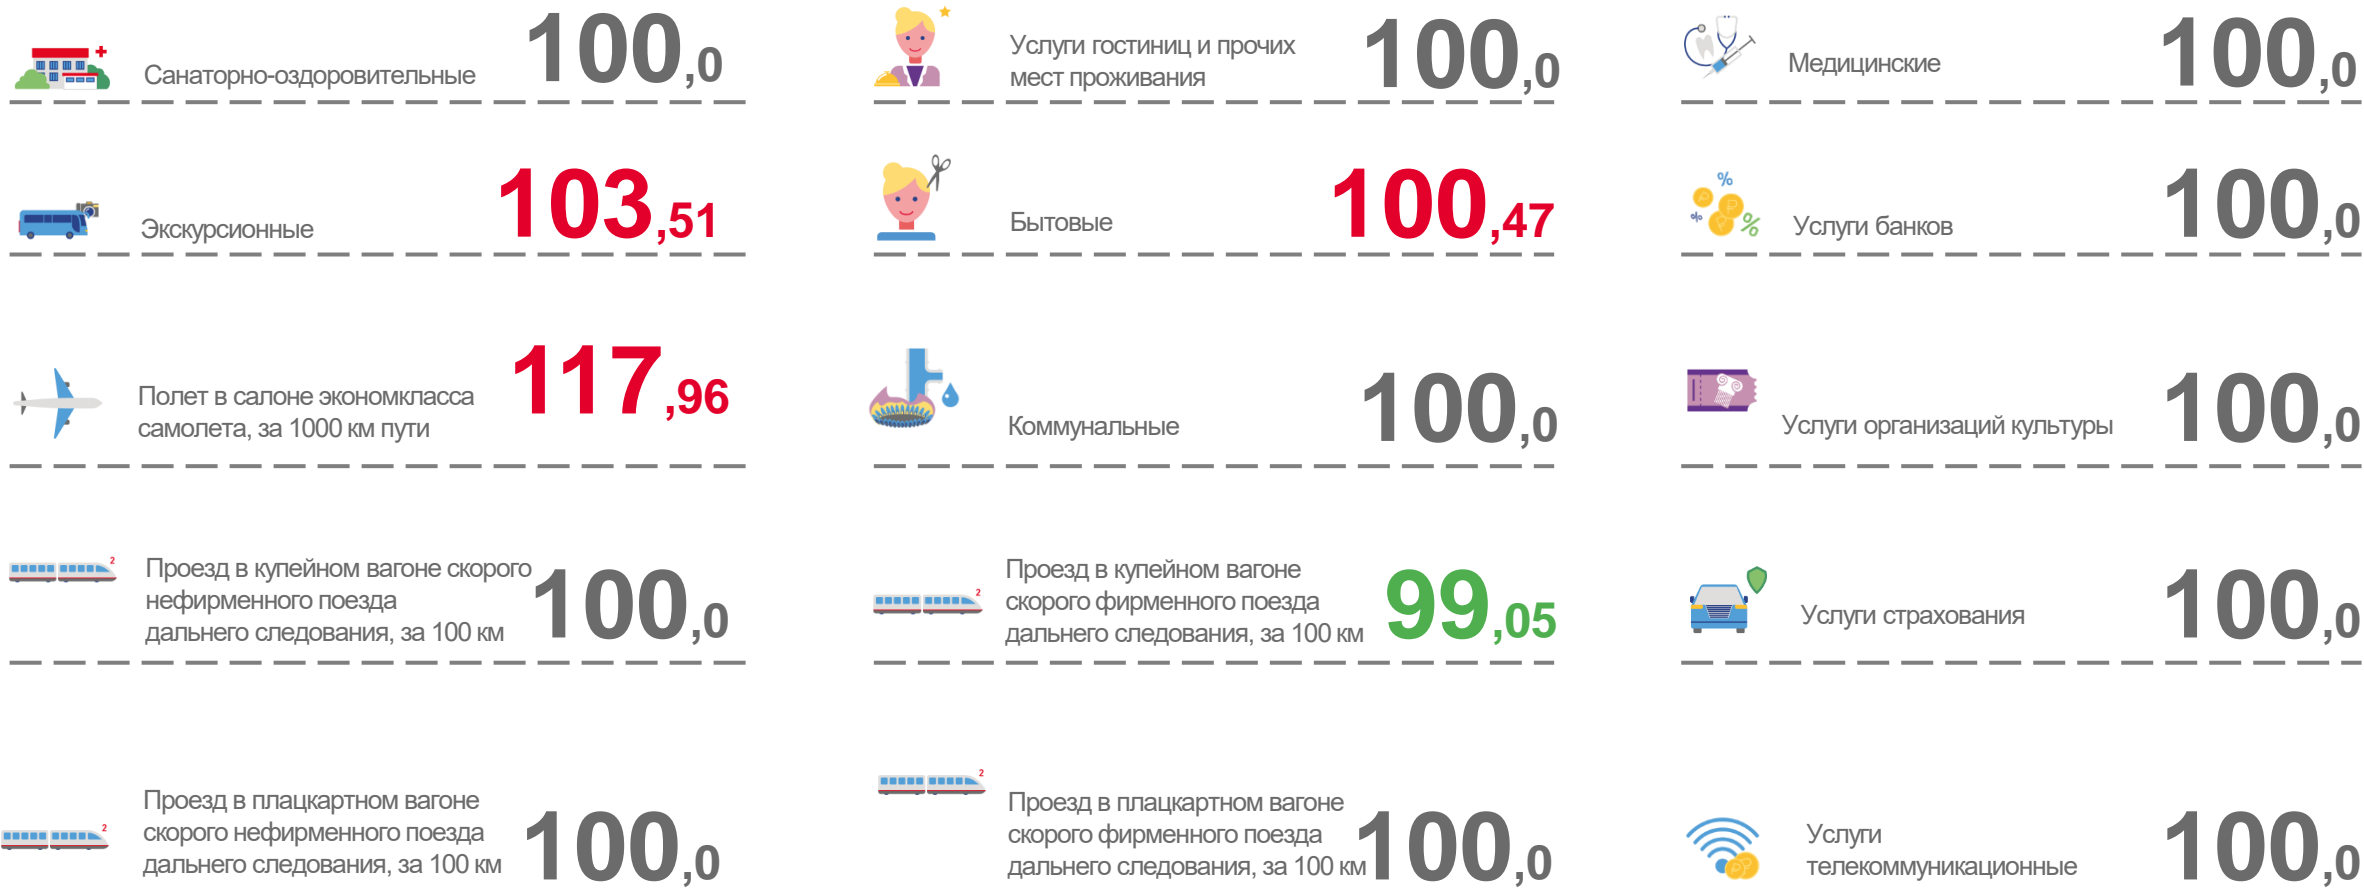 Санаторно-оздоровительные
100,0
Услуги гостиниц и прочих
мест проживания
100,0
Медицинские
100,0
Экскурсионные
103,51
Бытовые
100,47
% % %
Услуги банков
100,0
Полет в салоне экономкласса
самолета, за 1000 км пути
117,96
Коммунальные
100,0
Услуги организаций культуры
100,0
2
Проезд в купейном вагоне скорого
нефирменного поезда
дальнего следования, за 100 км
100,0
2
Проезд в купейном вагоне
скорого фирменного поезда
дальнего следования, за 100 км
99,05
Услуги страхования
100,0
2
Проезд в плацкартном вагоне
скорого нефирменного поезда
дальнего следования, за 100 км
100,0
2
Проезд в плацкартном вагоне
скорого фирменного поезда
дальнего следования, за 100 км
100,0
Услуги
телекоммуникационные
100,0